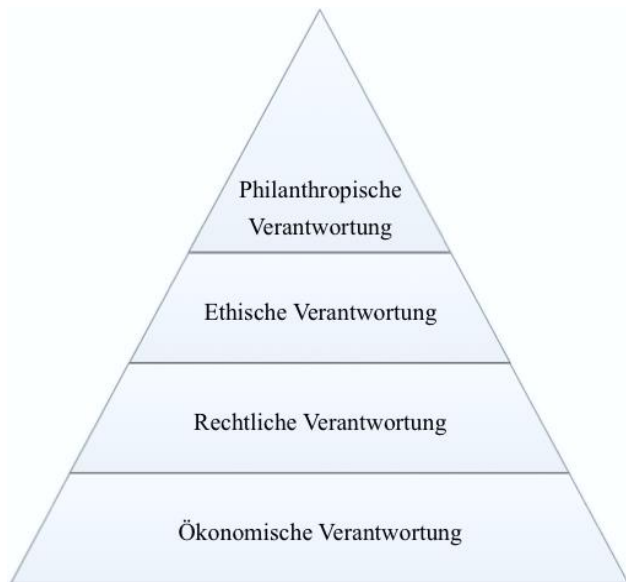 Philanthropische
Verantwortung
Ethische Verantwortung
Rechtliche Verantwortung
Ökonomische Verantwortung